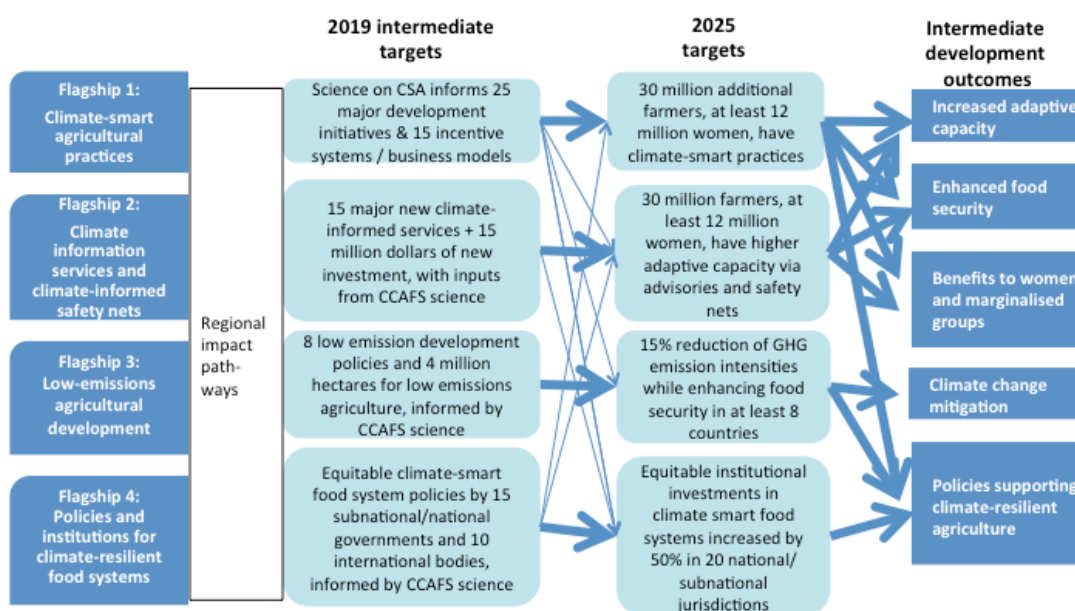 2019 intermediate
targets
2025
targets
Intermediate
development
outcomes
Flagship 1:
Climate-smart
agricultural
practices
Flagship 2:
Climate
information
services and
climate-informed
safety nets
Flagship 3:
Low-emissions
agricultural
development
Flagship 4:
Policies and
institutions for
climate-resilient
food systems
Regional
impact
path-
ways
Science on CSA informs 25
major development
initiatives & 15 incentive
systems / business models
15 major new climate-
informed services + 15
million dollars of new
investment, with inputs
from CCAFS science
8 low emission development
policies and 4 million
hectares for low emissions
agriculture, informed by
CCAFS science
Equitable climate-smart
food system policies by 15
subnational/national
governments and 10
international bodies,
informed by CCAFS science
30 million additional
farmers, at least 12
million women, have
climate-smart practices
30 million farmers, at
least 12 million
women, have higher
adaptive capacity via
advisories and safety
nets
15% reduction of GHG
emission intensities
while enhancing food
security in at least 8
countries
Equitable institutional
investments in
climate smart food
systems increased by
50% in 20 national/
subnational
jurisdictions
Increased adaptive
capacity
Enhanced food
security
Benefits to women
and marginalised
groups
Climate change
mitigation
Policies supporting
climate-resilient
agriculture